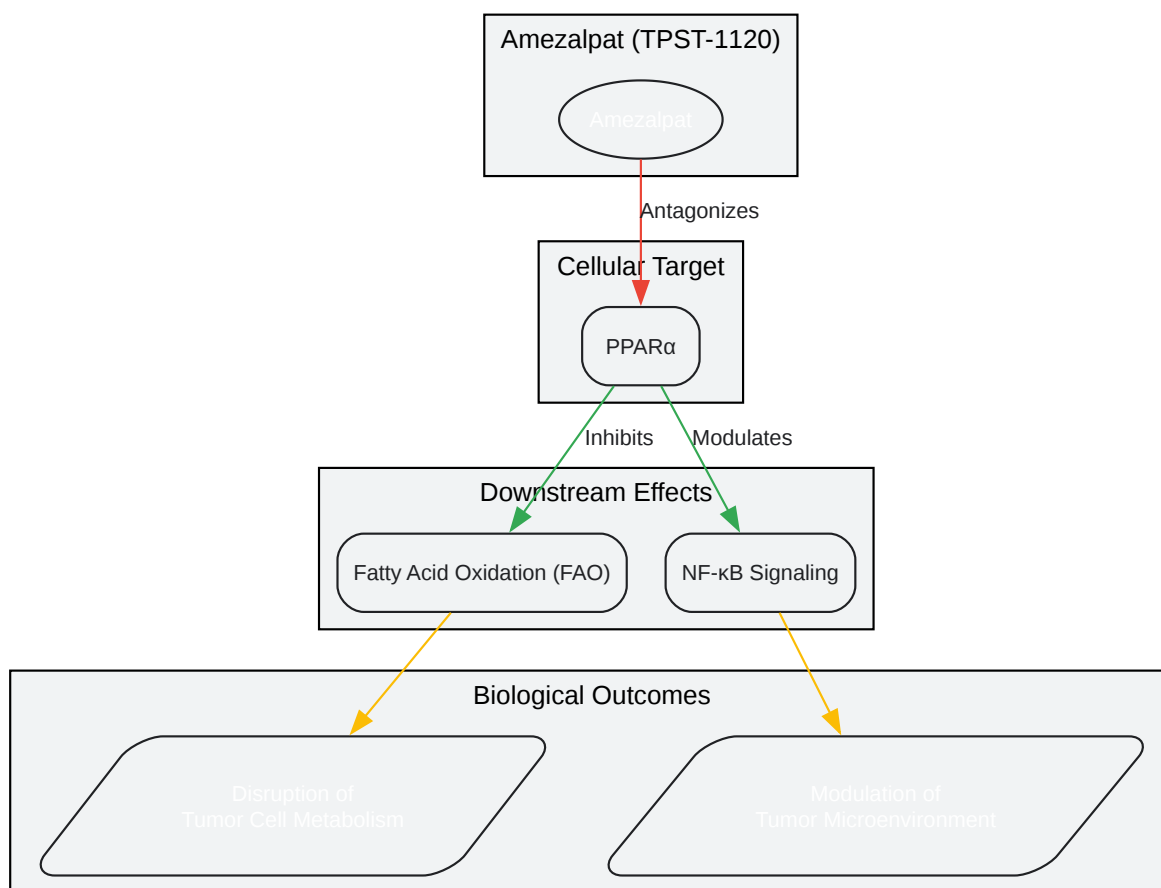 Amezalpat (TPST-1120)
Amezalpat
Antagonizes
Cellular Target
PPARα
Inhibits
Modulates
Downstream Effects
Fatty Acid Oxidation (FAO)
NF-κB Signaling
Biological Outcomes
Disruption of
Tumor Cell Metabolism
Modulation of
Tumor Microenvironment